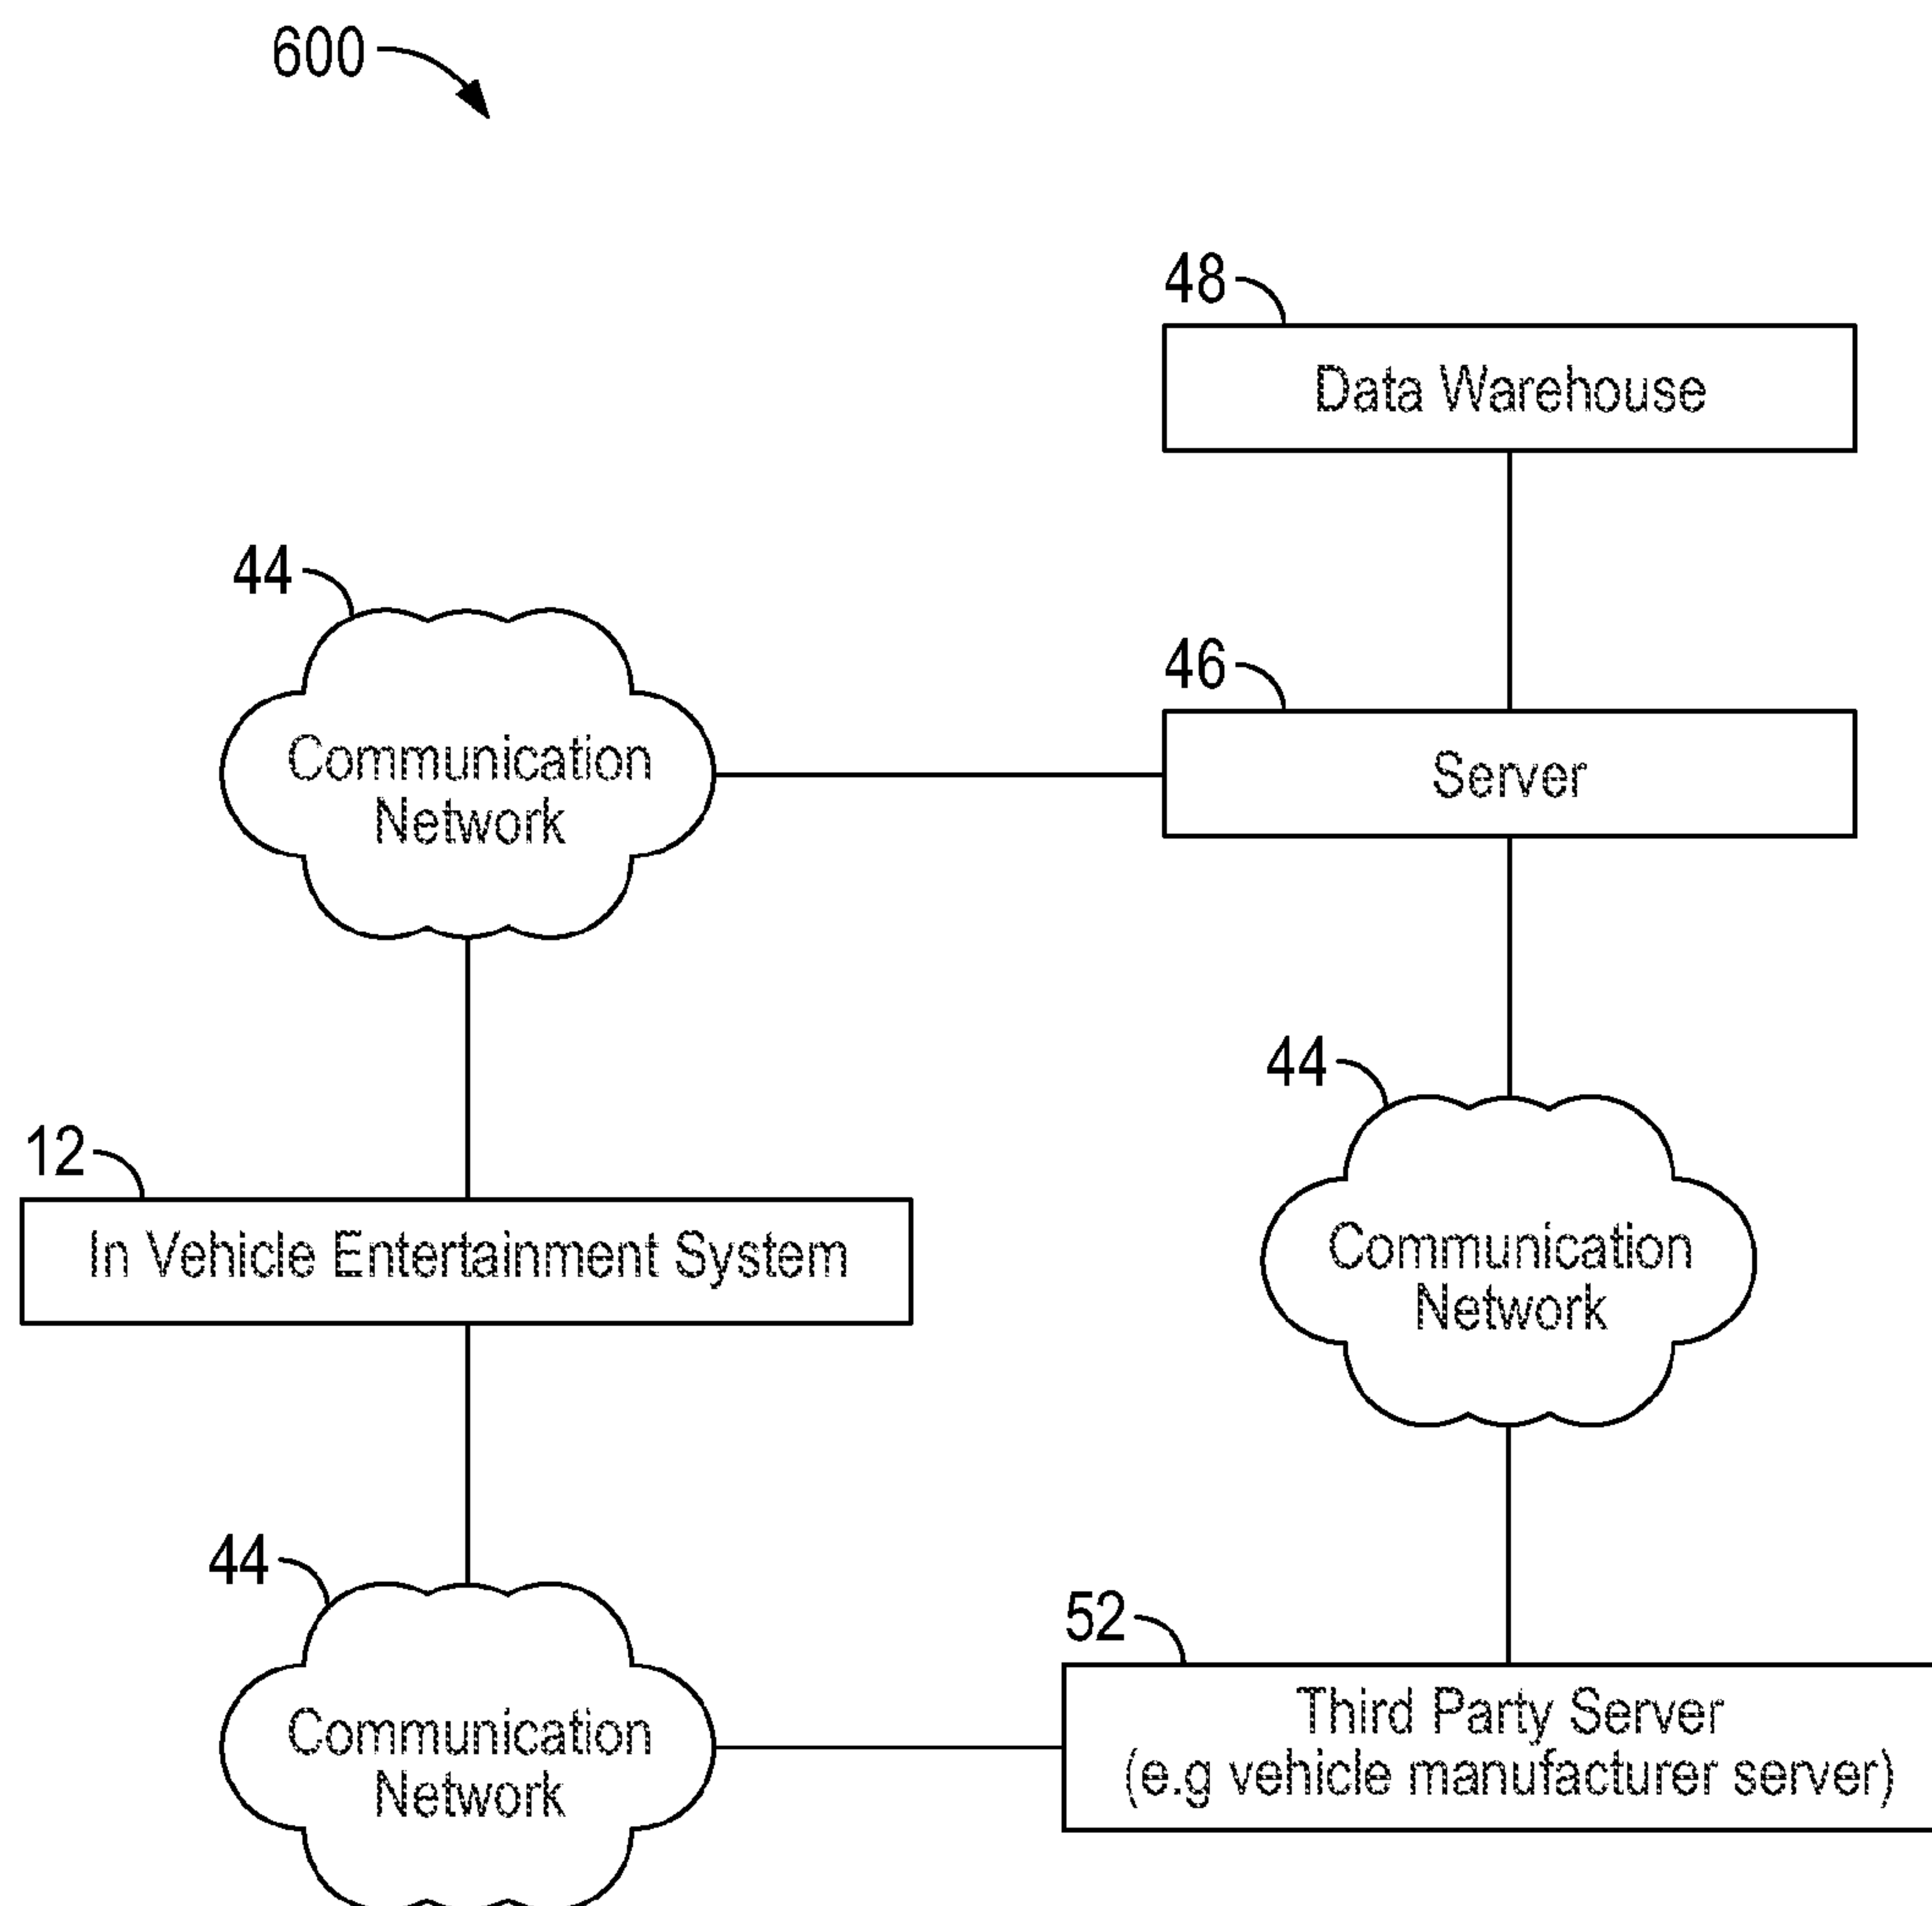 600
48
Data Warehouse
44
46
Communication
Network
Server
44
12
In Vehicle Entertainment System
Communication
Network
44
52
Communication
Network
Third Party Server
(e.g vehicle manufacturer server)